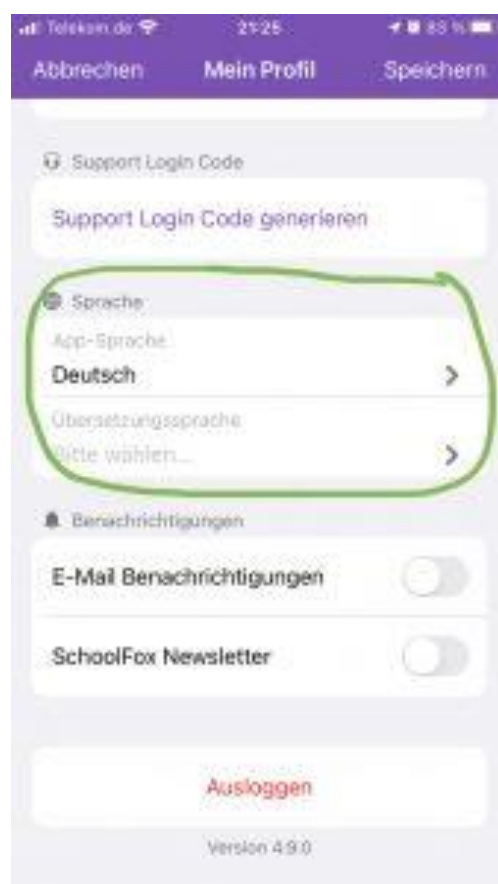 Telekom.de 21:25 83 %
Abbrechen Mein Profil Speichern
Support Login Code
Support Login Code generieren
Sprache
App-Sprache
Deutsch
Übersetzungssprache
Bitte wählen...
Benachrichtigungen
E-Mail Benachrichtigungen
SchoolFox Newsletter
Ausloggen
Version 4.9.0